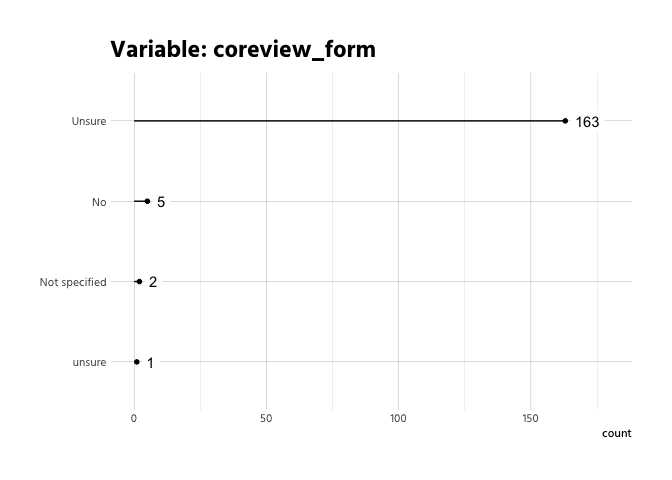 Variable: coreview_form
Unsure 163
No 5
Not specified 2
unsure 1
0 50 100 150
count